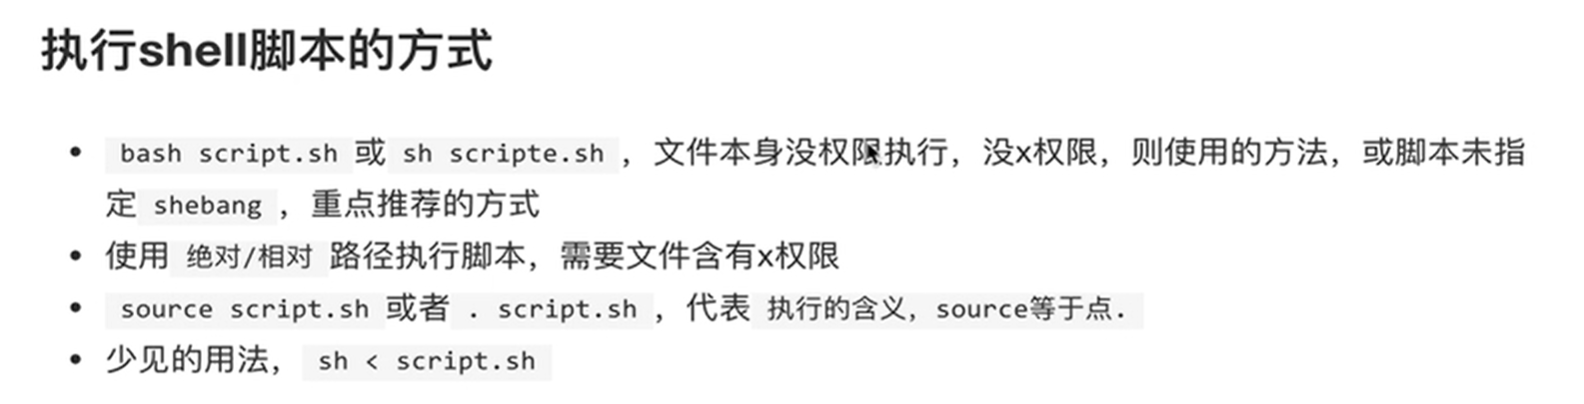 执行shell脚本的方式
bash script.sh 或 sh scripte.sh ，文件本身没权限执行，没x权限，则使用的方法，或脚本未指
定 shebang ，重点推荐的方式
使用 绝对/相对 路径执行脚本，需要文件含有x权限
source script.sh 或者 . script.sh ，代表 执行的含义，source等于点.
少见的用法， sh < script.sh